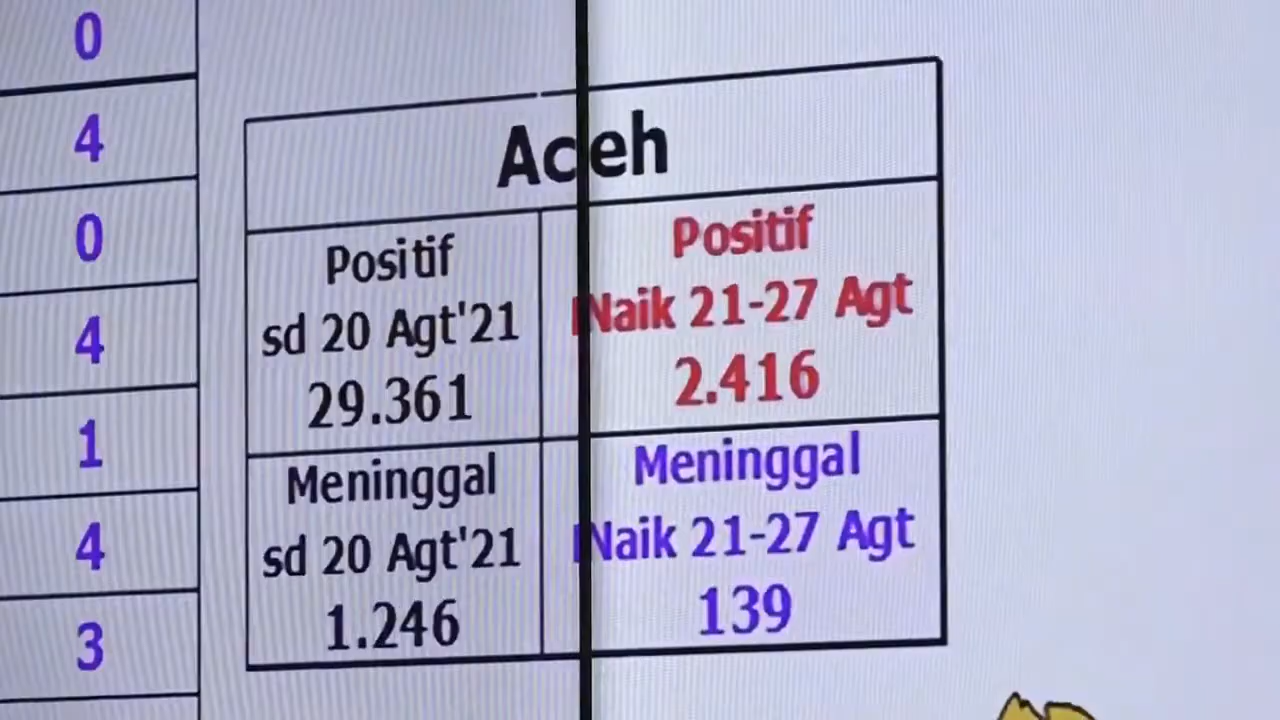 0
4
0
4
1
4
3
Aceh
Positif
sd 20 Agt'21
29.361
Positif
Naik 21-27 Agt
2.416
Meninggal
sd 20 Agt'21
1.246
Meninggal
Naik 21-27 Agt
139